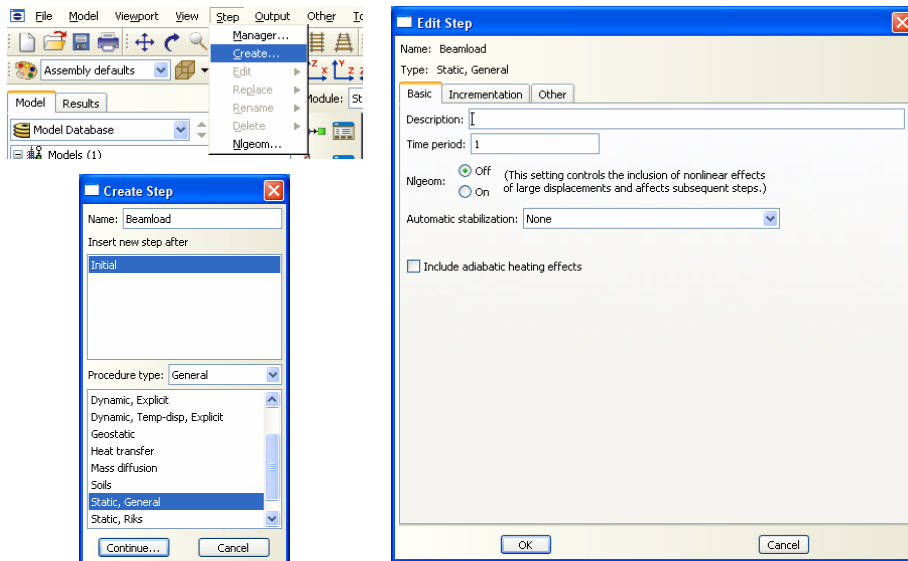 File Model Viewport View Step Output Other
Manager...
Create...
Edit
Replace
Rename
Delete
Nlgeom...
Assembly defaults
Module: St
Model Results
Model Database
Models (1)
Create Step
Name: Beamload
Insert new step after
Initial
Procedure type: General
Dynamic, Explicit
Dynamic, Temp-disp, Explicit
Geostatic
Heat transfer
Mass diffusion
Soils
Static, General
Static, Riks
Continue... Cancel
Edit Step
Name: Beamload
Type: Static, General
Basic Incrementation Other
Description:
Time period: 1
Nlgeom: Off (This setting controls the inclusion of nonlinear effects
On of large displacements and affects subsequent steps.)
Automatic stabilization: None
Include adiabatic heating effects
OK Cancel